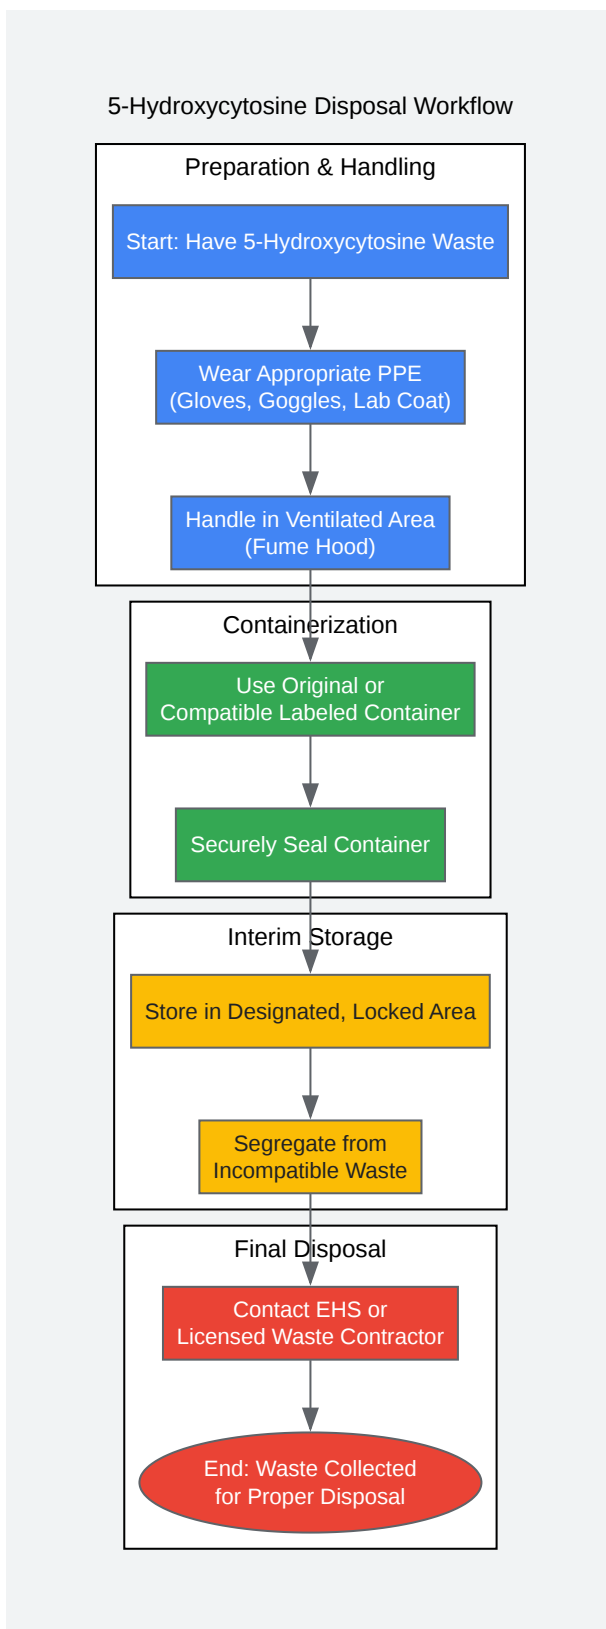 5-Hydroxycytosine Disposal Workflow
Preparation & Handling
Start: Have 5-Hydroxycytosine Waste
Wear Appropriate PPE
(Gloves, Goggles, Lab Coat)
Handle in Ventilated Area
(Fume Hood)
Containerization
Use Original or
Compatible Labeled Container
Securely Seal Container
Interim Storage
Store in Designated, Locked Area
Segregate from
Incompatible Waste
Final Disposal
Contact EHS or
Licensed Waste Contractor
End: Waste Collected
for Proper Disposal